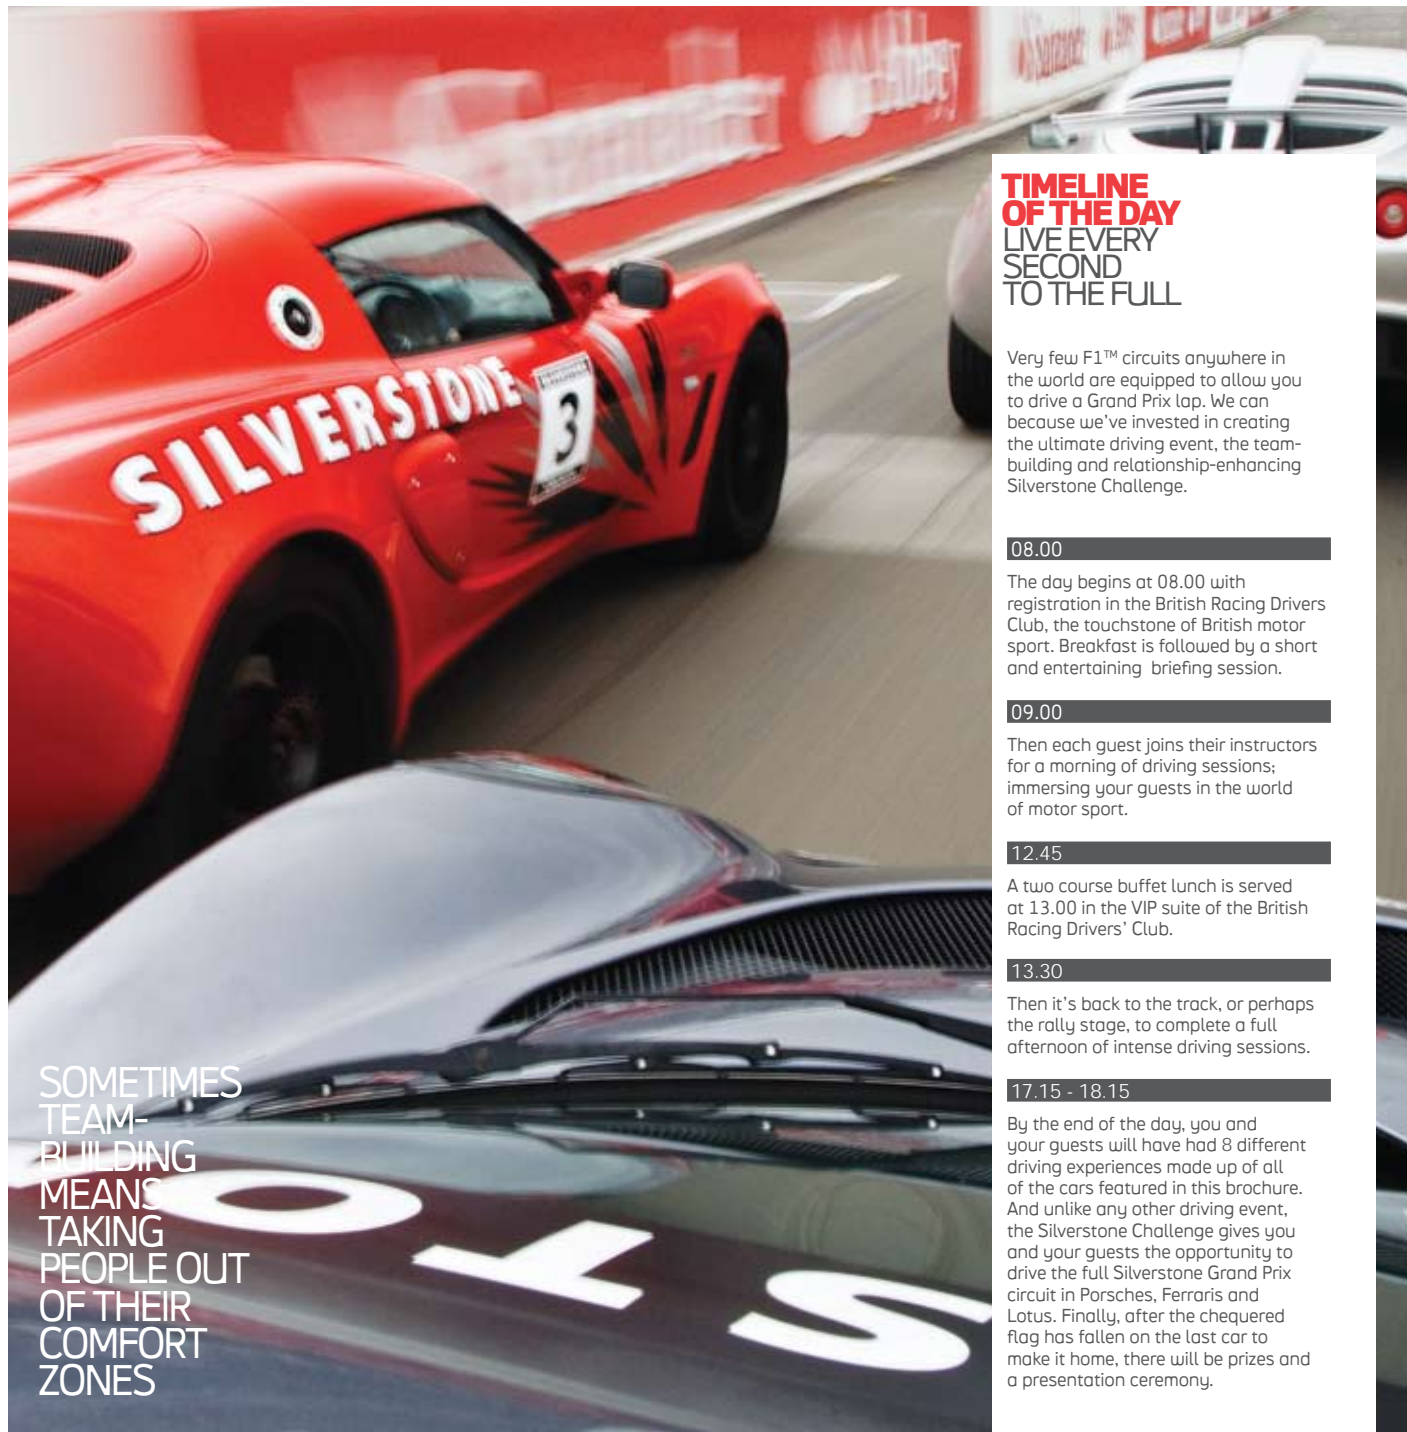 Santander
Abbey
SILVERSTONE
3
TIMELINE
OF THE DAY
LIVE EVERY
SECOND
TO THE FULL
Very few F1™ circuits anywhere in
the world are equipped to allow you
to drive a Grand Prix lap. We can
because we've invested in creating
the ultimate driving event, the team-
building and relationship-enhancing
Silverstone Challenge.
08.00
The day begins at 08.00 with
registration in the British Racing Drivers
Club, the touchstone of British motor
sport. Breakfast is followed by a short
and entertaining  briefing session.
09.00
Then each guest joins their instructors
for a morning of driving sessions;
immersing your guests in the world
of motor sport.
12.45
A two course buffet lunch is served
at 13.00 in the VIP suite of the British
Racing Drivers' Club.
13.30
Then it's back to the track, or perhaps
the rally stage, to complete a full
afternoon of intense driving sessions.
17.15 - 18.15
By the end of the day, you and
your guests will have had 8 different
driving experiences made up of all
of the cars featured in this brochure.
And unlike any other driving event,
the Silverstone Challenge gives you
and your guests the opportunity to
drive the full Silverstone Grand Prix
circuit in Porsches, Ferraris and
Lotus. Finally, after the chequered
flag has fallen on the last car to
make it home, there will be prizes and
a presentation ceremony.
SOMETIMES
TEAM-
BUILDING
MEANS
TAKING
PEOPLE OUT
OF THEIR
COMFORT
ZONES
OTS